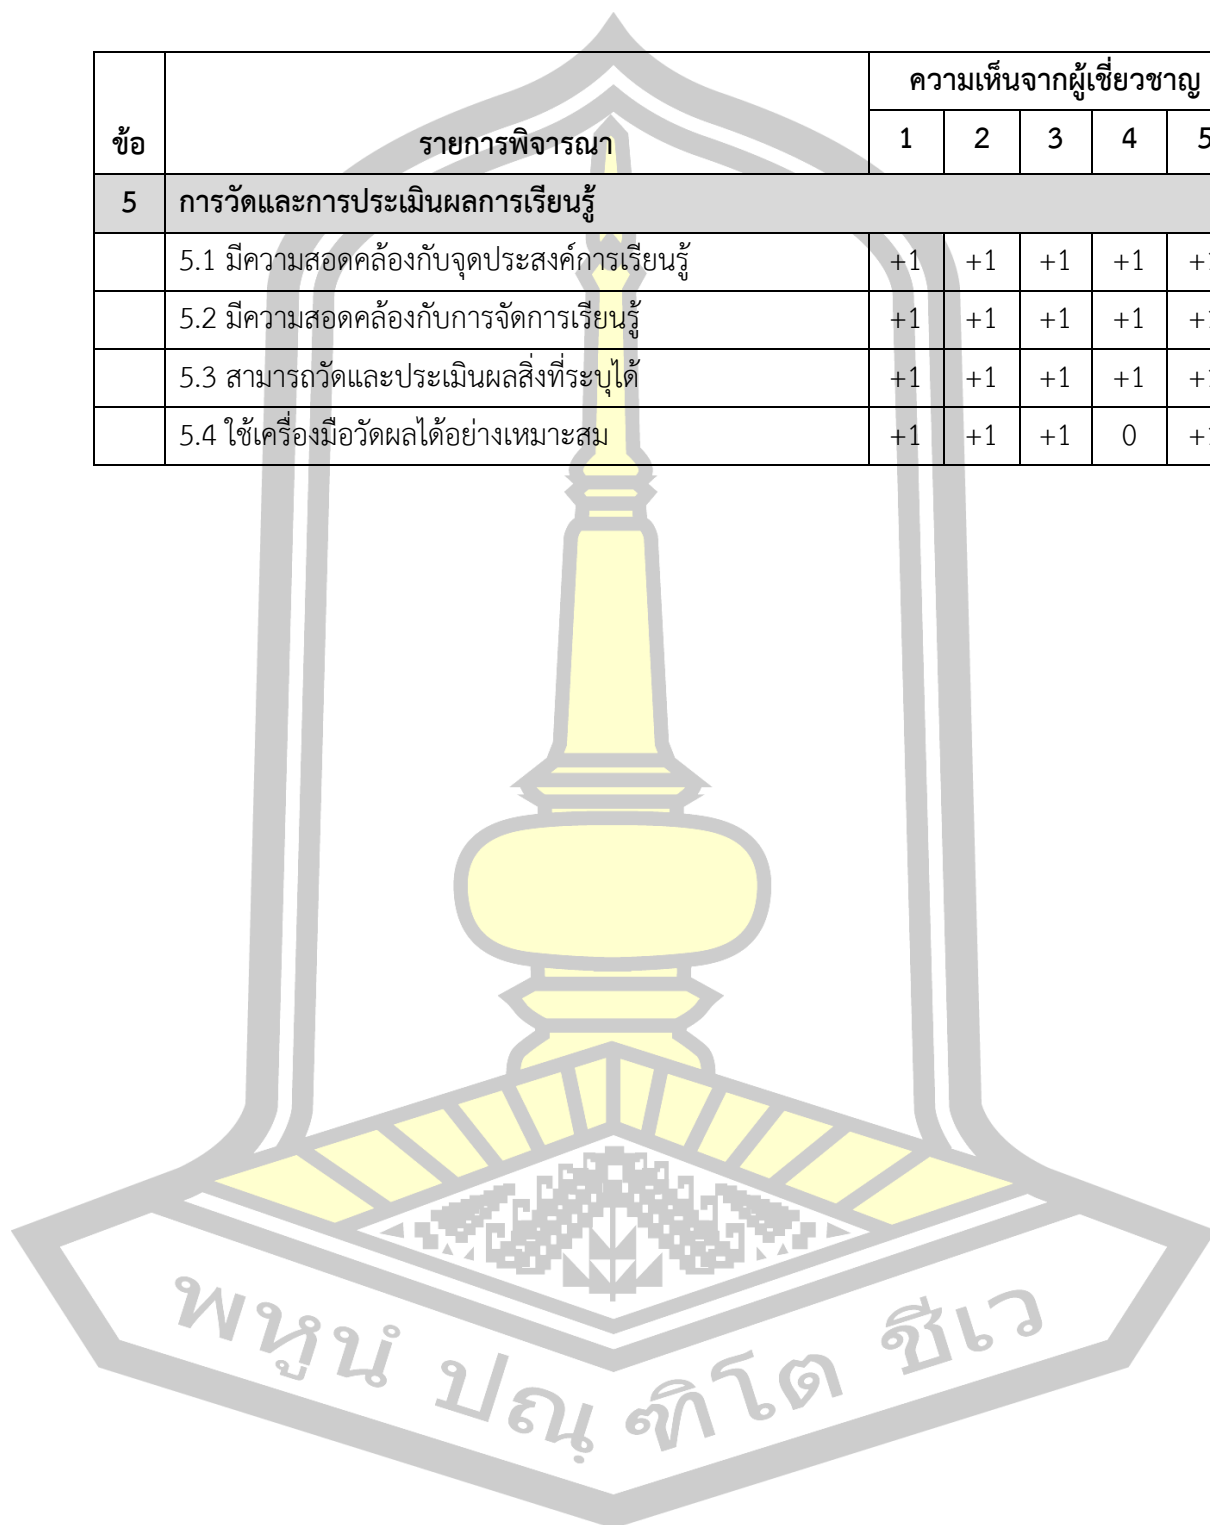 ความเห็นจากผู้เชี่ยวชาญ
ข้อ รายการพิจารณา 1 2 3 4 5
5 การวัดและการประเมินผลการเรียนรู้
5.1 มีความสอดคล้องกับจุดประสงค์การเรียนรู้ +1 +1 +1 +1 +1
5.2 มีความสอดคล้องกับการจัดการเรียนรู้ +1 +1 +1 +1 +1
5.3 สามารถวัดและประเมินผลสิ่งที่ระบุได้ +1 +1 +1 +1 +1
5.4 ใช้เครื่องมือวัดผลได้อย่างเหมาะสม +1 +1 +1 0 +1
พหูนํ ปณฺ ฑิโต ชีเว